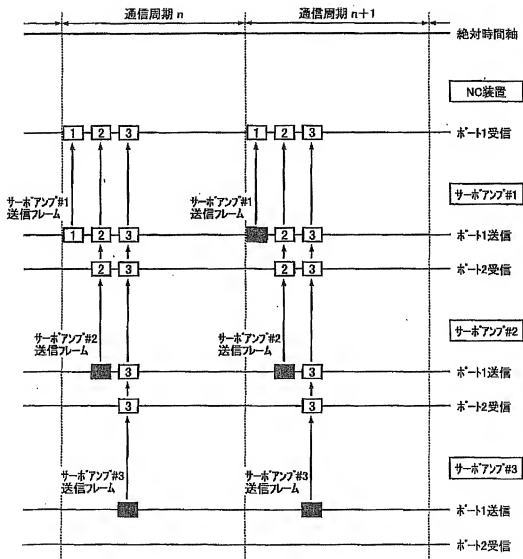 通信周期 n
通信周期 n+1
絶対時間軸
NC装置
1 2 3
1 2 3
ポート1受信
サーボアンプ#1
送信フレーム
サーボアンプ#1
送信フレーム
サーボアンプ#1
1 2 3
2 3
ポート1送信
2 3
2 3
ポート2受信
サーボアンプ#2
送信フレーム
サーボアンプ#2
送信フレーム
サーボアンプ#2
3
3
ポート1送信
3
3
ポート2受信
サーボアンプ#3
送信フレーム
サーボアンプ#3
送信フレーム
サーボアンプ#3
ポート1送信
ポート2受信